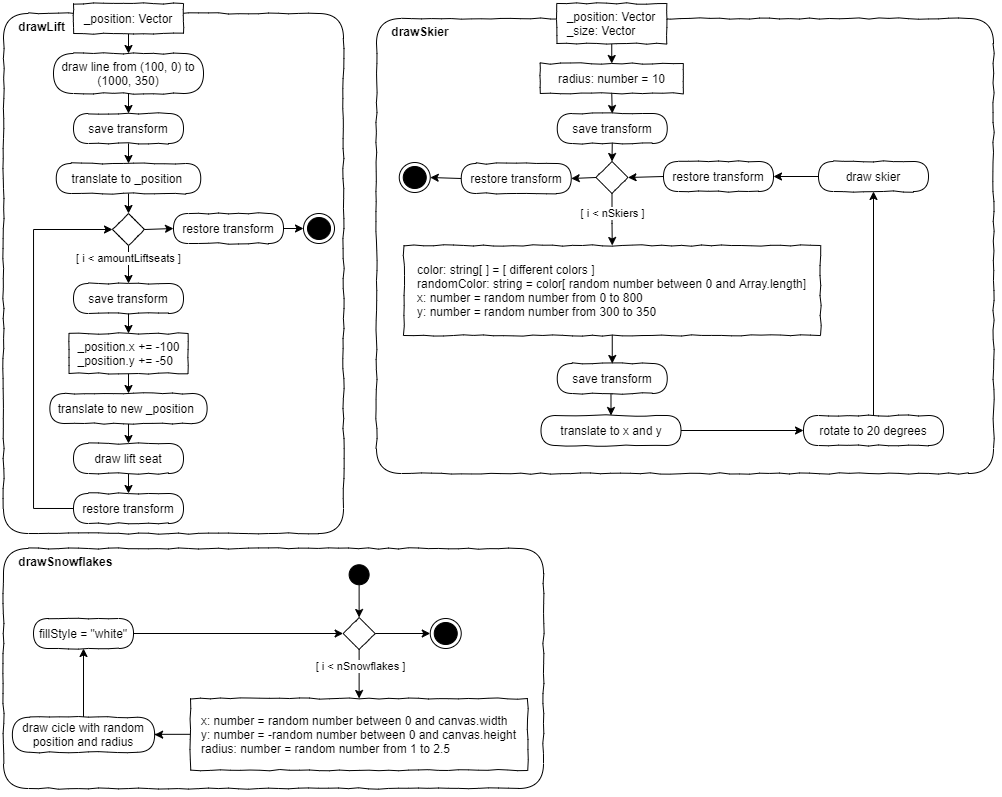 drawLift
_position: Vector
draw line from (100, 0) to
(1000, 350)
save transform
translate to _position
restore transform
[ i < amountLiftseats ]
save transform
_position.x += -100
_position.y += -50
translate to new _position
draw lift seat
restore transform
drawSkier
_position: Vector
_size: Vector
radius: number = 10
save transform
restore transform
restore transform
draw skier
[ i < nSkiers ]
color: string[ ] = [ different colors ]
randomColor: string = color[ random number between 0 and Array.length]
x: number = random number from 0 to 800
y: number = random number from 300 to 350
save transform
translate to x and y
rotate to 20 degrees
drawSnowflakes
fillStyle = "white"
[ i < nSnowflakes ]
x: number = random number between 0 and canvas.width
y: number = -random number between 0 and canvas.height
radius: number = random number from 1 to 2.5
draw cicle with random
position and radius